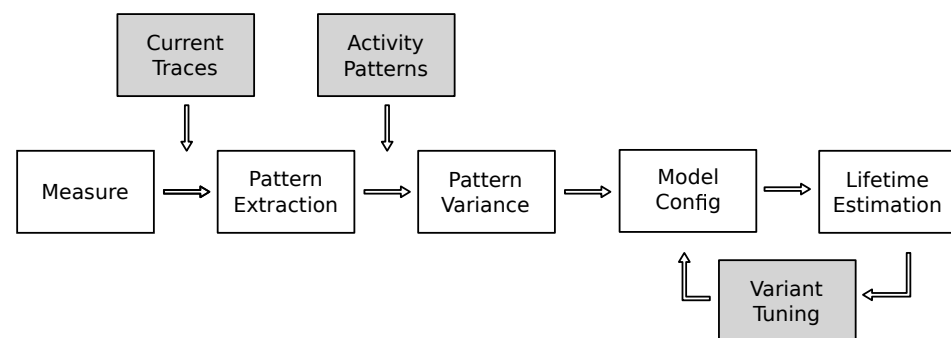 Current
Traces
Activity
Patterns
Measure
Pattern
Extraction
Pattern
Variance
Model
Config
Lifetime
Estimation
Variant
Tuning